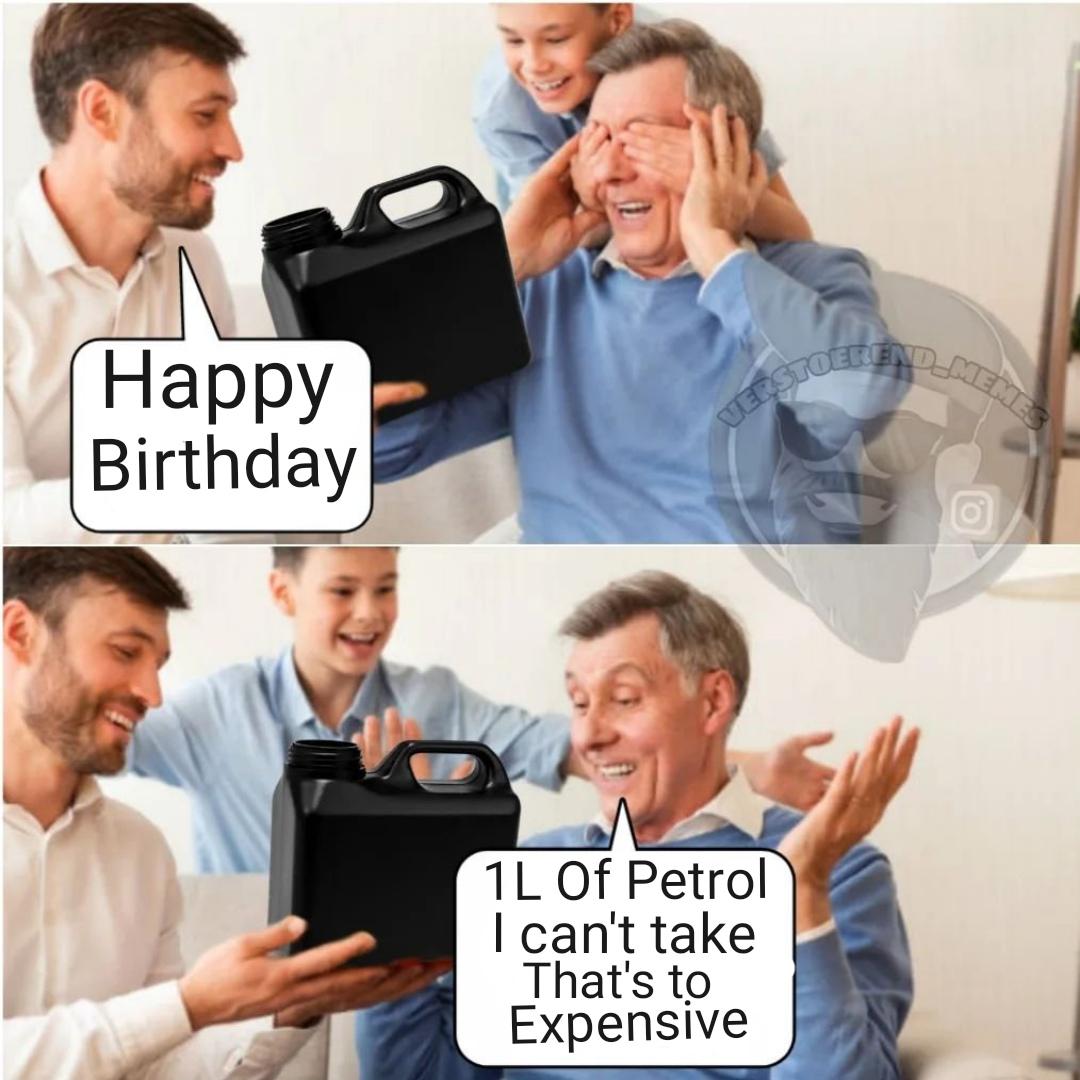 Happy
Birthday
VERSTOEREND_MEMES
1L Of Petrol
I can't take
That's to
Expensive